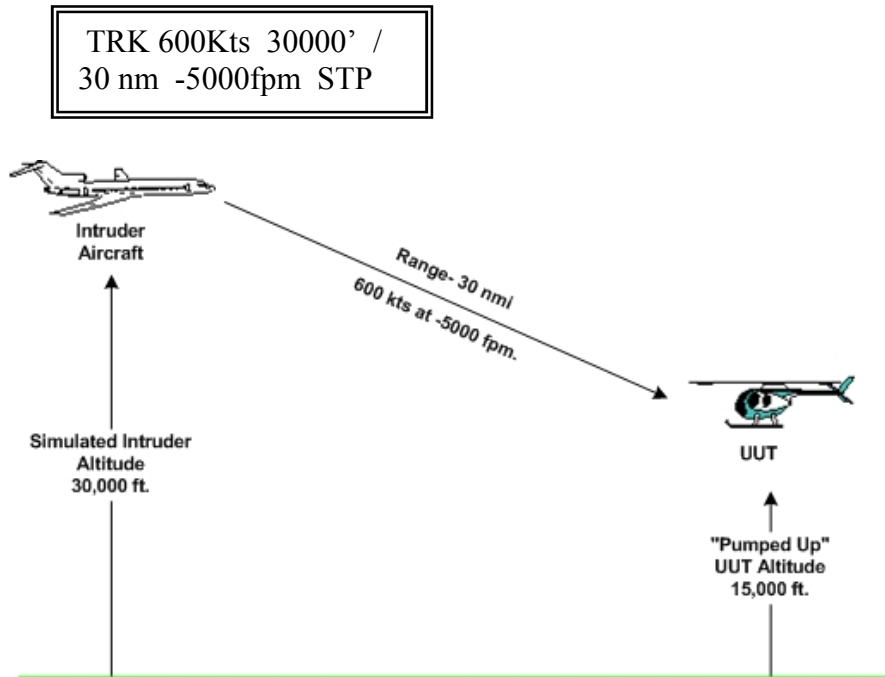 TRK 600Kts 30000’ /
30 nm -5000fpm STP
Intruder
Aircraft
Range- 30 nmi
600 kts at -5000 fpm.
Simulated Intruder
Altitude
30,000 ft.
UUT
"Pumped Up"
UUT Altitude
15,000 ft.